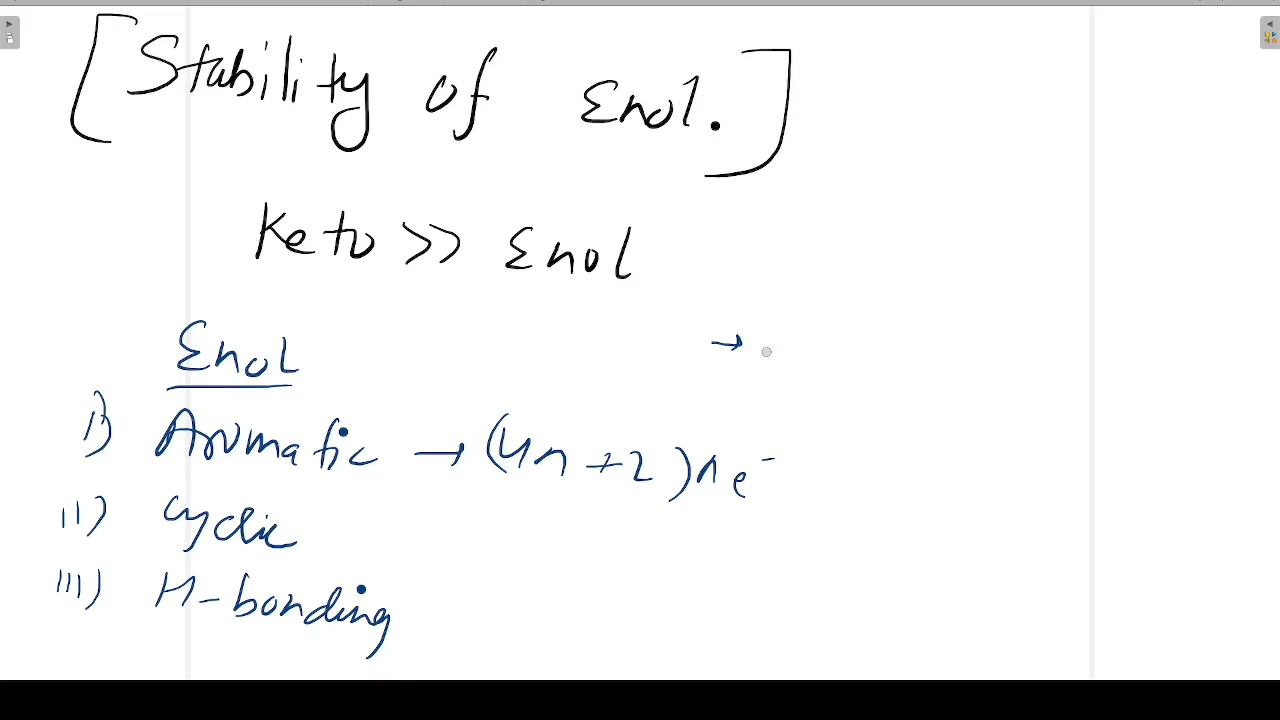 [Stability of Enol.]
Keto >> Enol
Enol
→
i) Aromatic → (4n+2)πe⁻
ii) Cyclic
iii) H-bonding